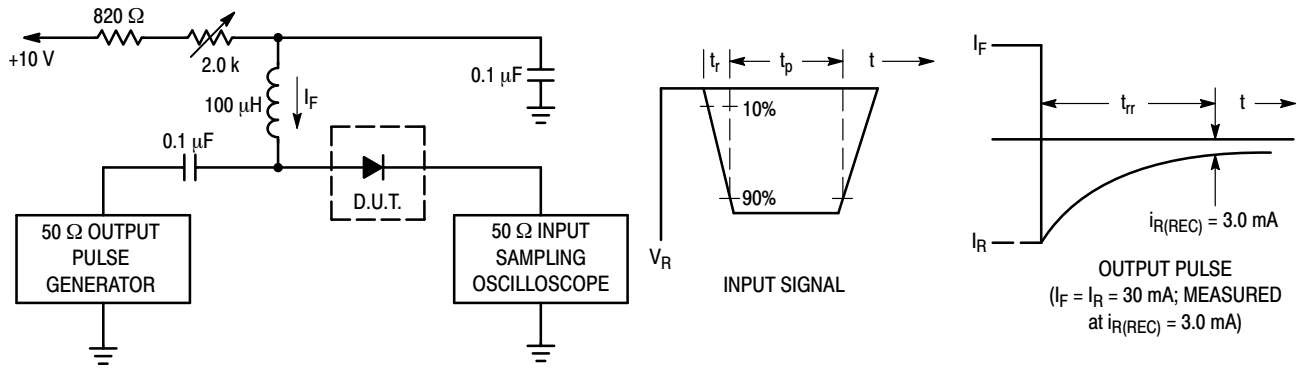 820 Ω
+10 V
2.0 k
100 μH
I_F
0.1 μF
0.1 μF
D.U.T.
50 Ω OUTPUT
PULSE
GENERATOR
50 Ω INPUT
SAMPLING
OSCILLOSCOPE
t_r
t_p
t
10%
90%
V_R
INPUT SIGNAL
I_F
t_rr
t
i_R(REC) = 3.0 mA
I_R
OUTPUT PULSE
(I_F = I_R = 30 mA; MEASURED
at i_R(REC) = 3.0 mA)